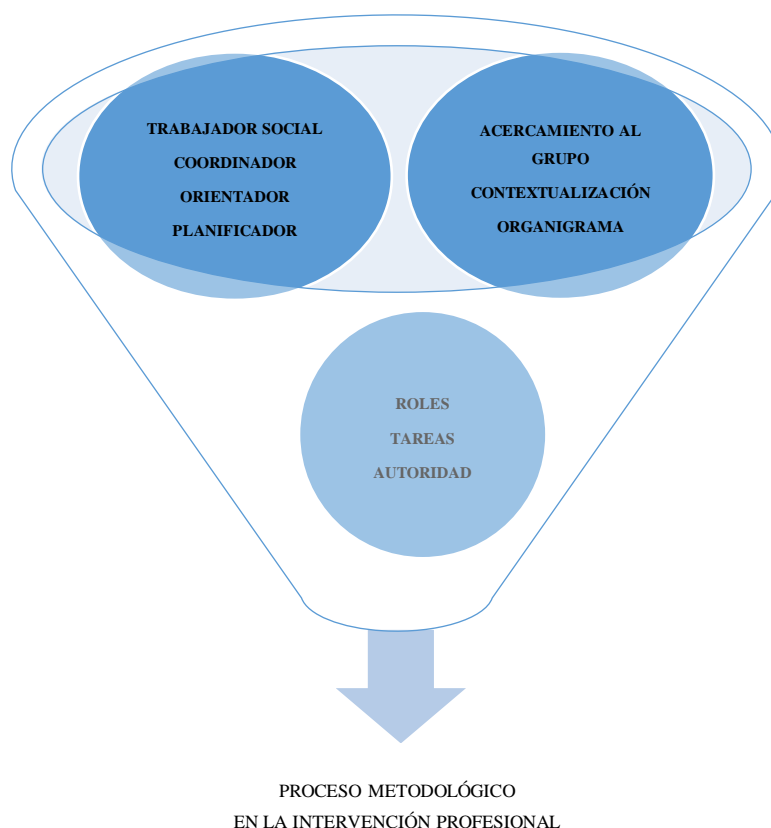 TRABAJADOR SOCIAL
COORDINADOR
ORIENTADOR
PLANIFICADOR
ACERCAMIENTO AL
GRUPO
CONTEXTUALIZACIÓN
ORGANIGRAMA
ROLES
TAREAS
AUTORIDAD
PROCESO METODOLÓGICO
EN LA INTERVENCIÓN PROFESIONAL